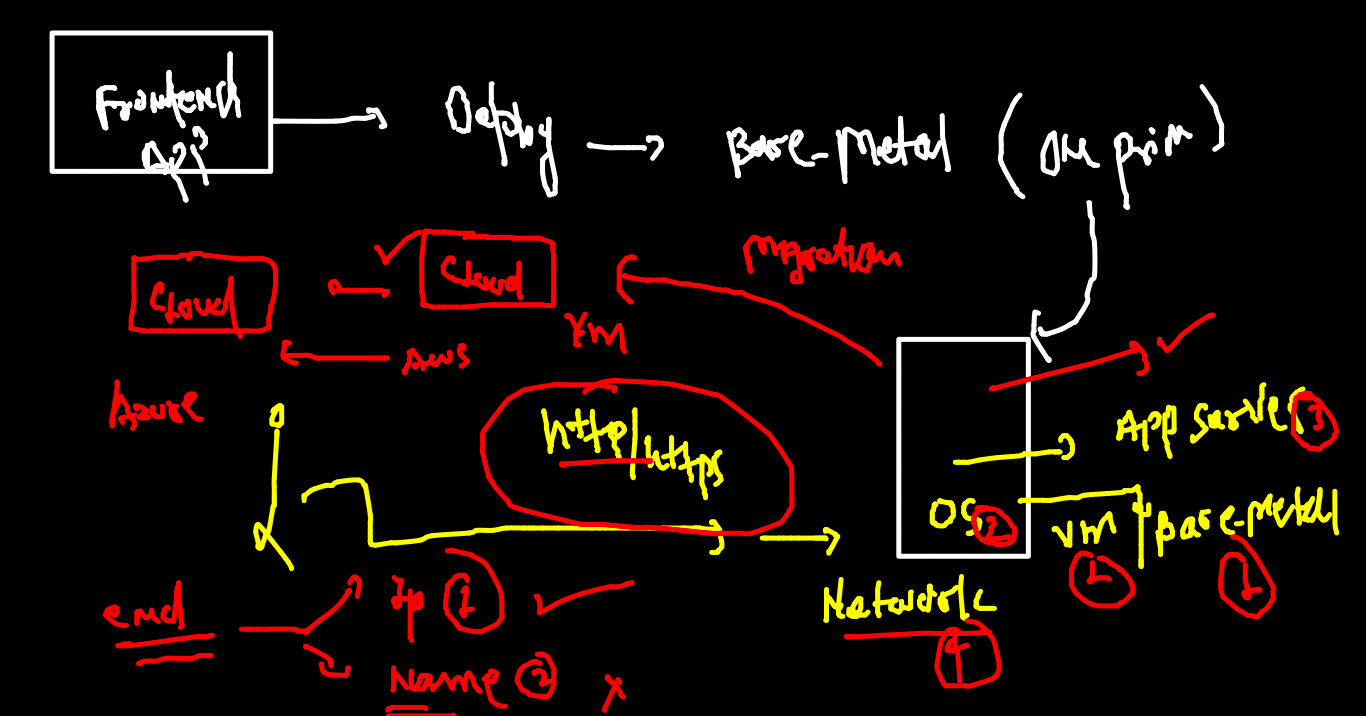 Frontend
App
Deploy
Bare-Metal (on prim)
Migration
Cloud
Cloud
VM
AWS
Azure
http/https
App server 3
OS 2
VM 1
Bare-Metal 1
Network
4
end
Ip 1
Name 2
x